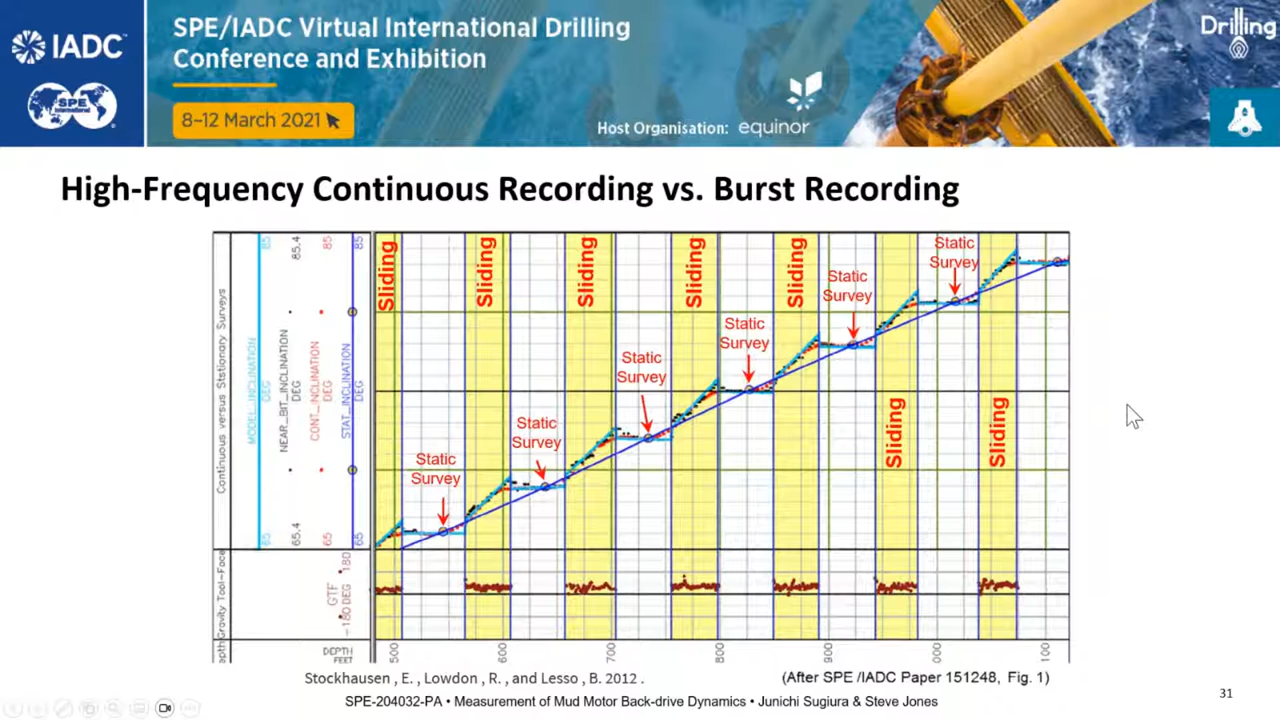 IADC
SPE
International
SPE/IADC Virtual International Drilling
Conference and Exhibition
8–12 March 2021
Host Organisation: equinor
Drilling
High-Frequency Continuous Recording vs. Burst Recording
Continuous versus Ststionary Surveys
MODEL_INCLINATION
DEG
85
65
NEAR_BIT_INCLINATION
DEG
85.4
65.4
CONT_INCLINATION
DEG
85
65
STAT_INCLINATION
DEG
85
65
Sliding
Sliding
Sliding
Sliding
Sliding
Sliding
Sliding
Static
Survey
Static
Survey
Static
Survey
Static
Survey
Static
Survey
Static
Survey
Gravity Tool-Face
GTF
-180 DEG 180
DEPTH
FEET
500
600
700
800
900
000
100
Stockhausen , E. , Lowdon , R. , and Lesso , B. 2012 .
(After SPE /IADC Paper 151248, Fig. 1)
SPE-204032-PA • Measurement of Mud Motor Back-drive Dynamics • Junichi Sugiura & Steve Jones
31